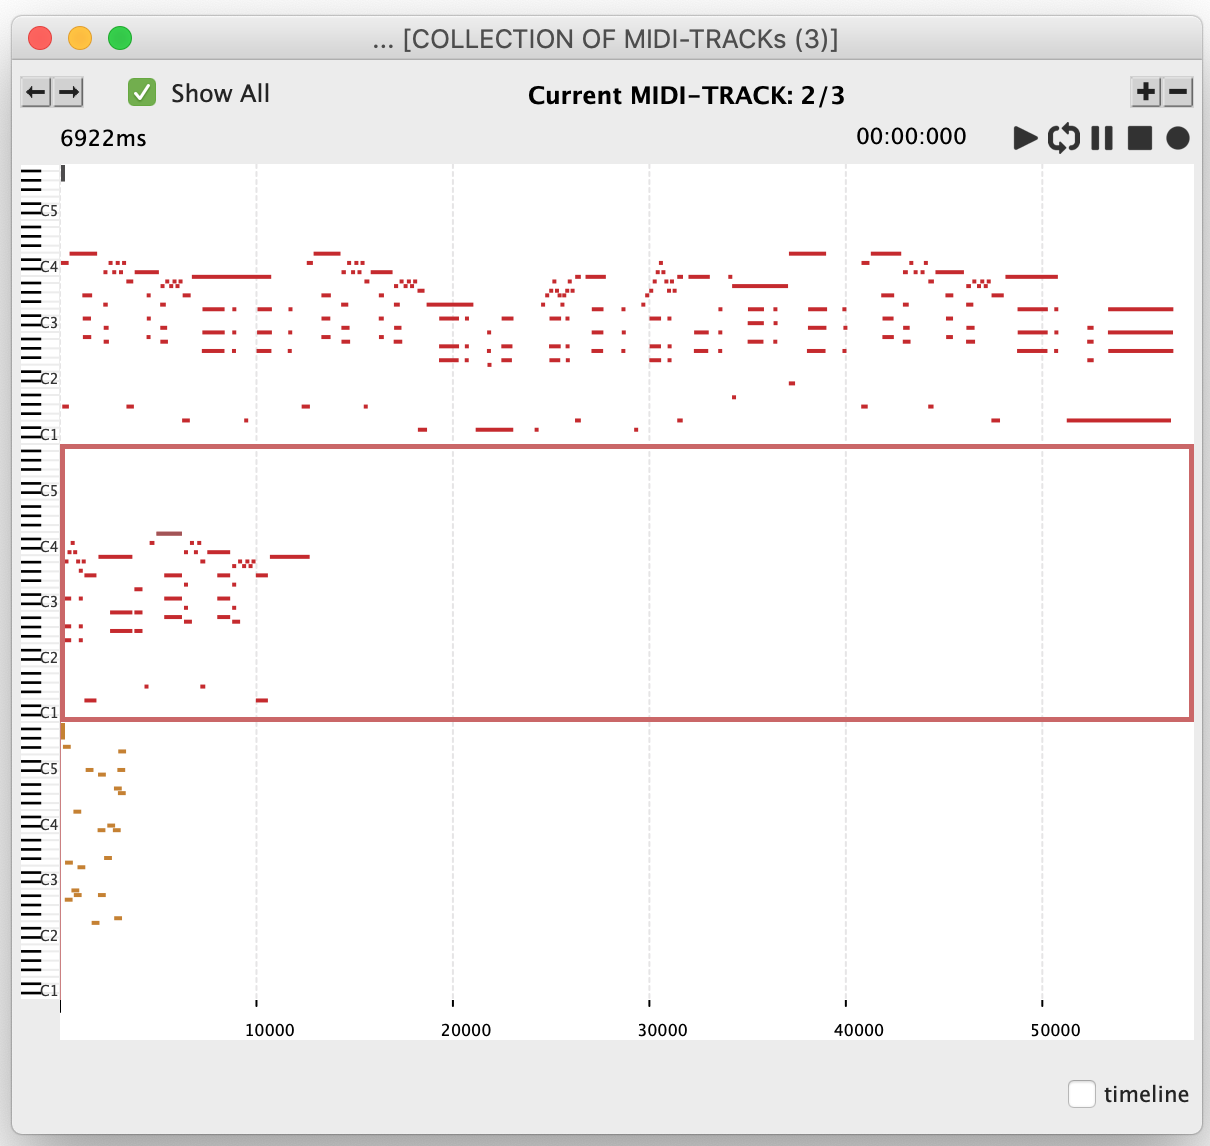 ... [COLLECTION OF MIDI-TRACKs (3)]
← → Show All Current MIDI-TRACK: 2/3 + −
6922ms 00:00:000
C5
C4
C3
C2
C1
C5
C4
C3
C2
C1
C5
C4
C3
C2
C1
10000 20000 30000 40000 50000
timeline